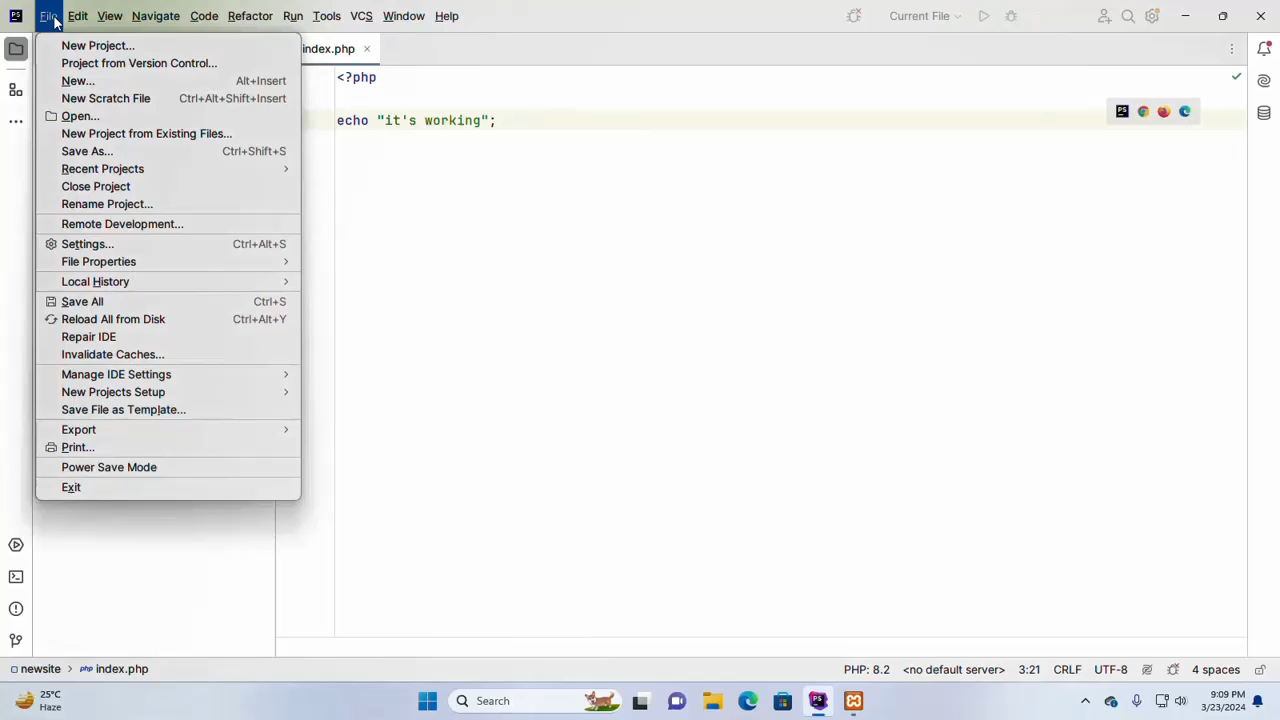 PS File Edit View Navigate Code Refactor Run Tools VCS Window Help Current File
index.php
New Project...
Project from Version Control...
New... Alt+Insert
New Scratch File Ctrl+Alt+Shift+Insert
Open...
New Project from Existing Files...
Save As... Ctrl+Shift+S
Recent Projects
Close Project
Rename Project...
Remote Development...
Settings... Ctrl+Alt+S
File Properties
Local History
Save All Ctrl+S
Reload All from Disk Ctrl+Alt+Y
Repair IDE
Invalidate Caches...
Manage IDE Settings
New Projects Setup
Save File as Template...
Export
Print...
Power Save Mode
Exit
<?php
echo "it's working";
PS
newsite php index.php PHP: 8.2 <no default server> 3:21 CRLF UTF-8 4 spaces
25°C
Haze
Search
PS
9:09 PM
3/23/2024